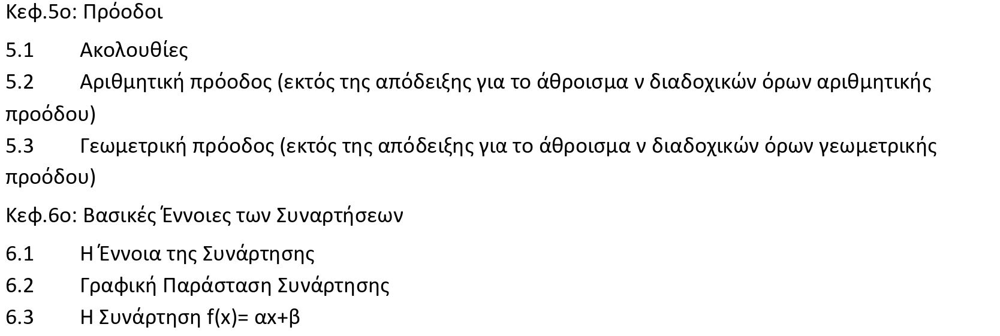 Κεφ.5ο: Πρόοδοι
5.1 Ακολουθίες
5.2 Αριθμητική πρόοδος (εκτός της απόδειξης για το άθροισμα ν διαδοχικών όρων αριθμητικής
προόδου)
5.3 Γεωμετρική πρόοδος (εκτός της απόδειξης για το άθροισμα ν διαδοχικών όρων γεωμετρικής
προόδου)
Κεφ.6ο: Βασικές Έννοιες των Συναρτήσεων
6.1 Η Έννοια της Συνάρτησης
6.2 Γραφική Παράσταση Συνάρτησης
6.3 Η Συνάρτηση f(x)= αx+β